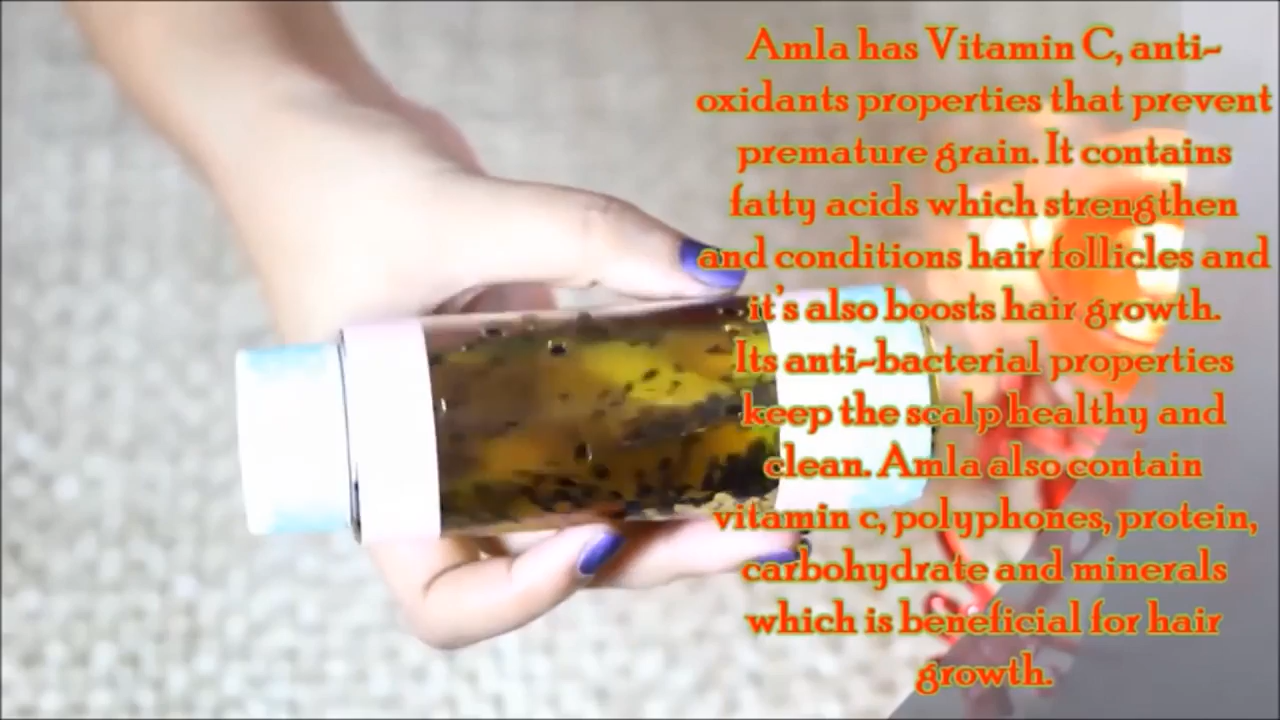 Amla has Vitamin C, anti-
oxidants properties that prevent
premature grain. It contains
fatty acids which strengthen
and conditions hair follicles and
it's also boosts hair growth.
Its anti-bacterial properties
keep the scalp healthy and
clean. Amla also contain
vitamin c, polyphones, protein,
carbohydrate and minerals
which is beneficial for hair
growth.